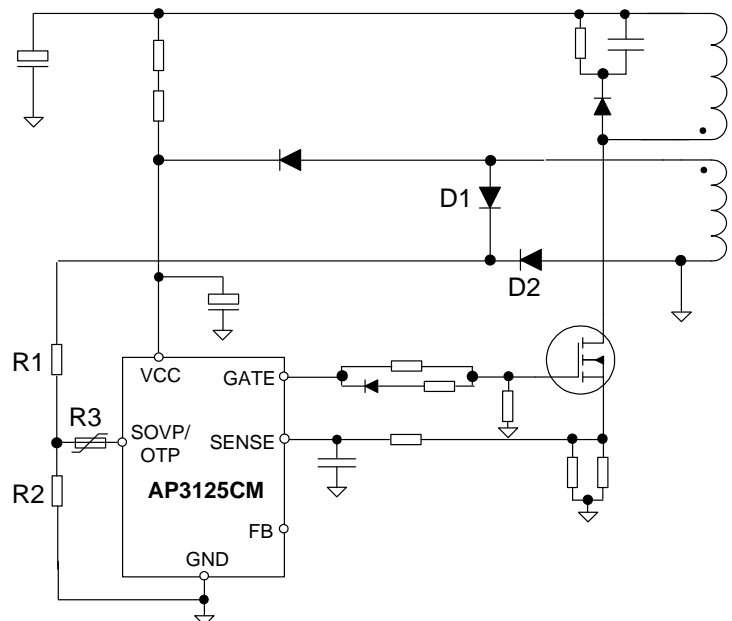 D1
D2
R1
VCC
GATE
R3
SOVP/
OTP
SENSE
R2
AP3125CM
FB
GND